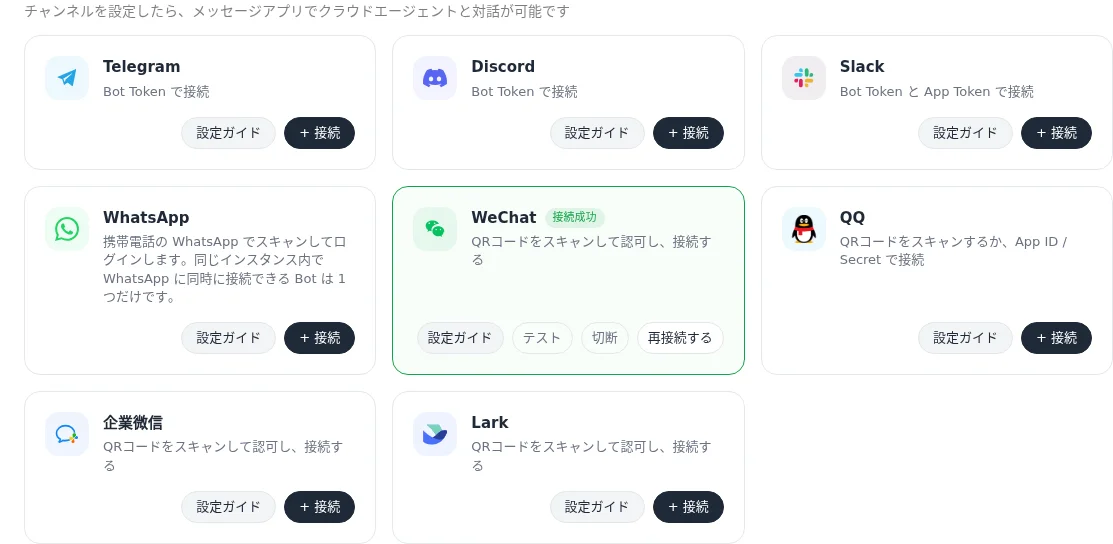 チャンネルを設定したら、メッセージアプリでクラウドエージェントと対話が可能です
Telegram
Bot Token で接続
設定ガイド
+ 接続
Discord
Bot Token で接続
設定ガイド
+ 接続
Slack
Bot Token と App Token で接続
設定ガイド
+ 接続
WhatsApp
携帯電話の WhatsApp でスキャンしてロ
グインします。同じインスタンス内で
WhatsApp に同時に接続できる Bot は 1
つだけです。
設定ガイド
+ 接続
WeChat 接続成功
QRコードをスキャンして認可し、接続す
る
設定ガイド
テスト
切断
再接続する
QQ
QRコードをスキャンするか、App ID /
Secret で接続
設定ガイド
+ 接続
企業微信
QRコードをスキャンして認可し、接続す
る
設定ガイド
+ 接続
Lark
QRコードをスキャンして認可し、接続す
る
設定ガイド
+ 接続